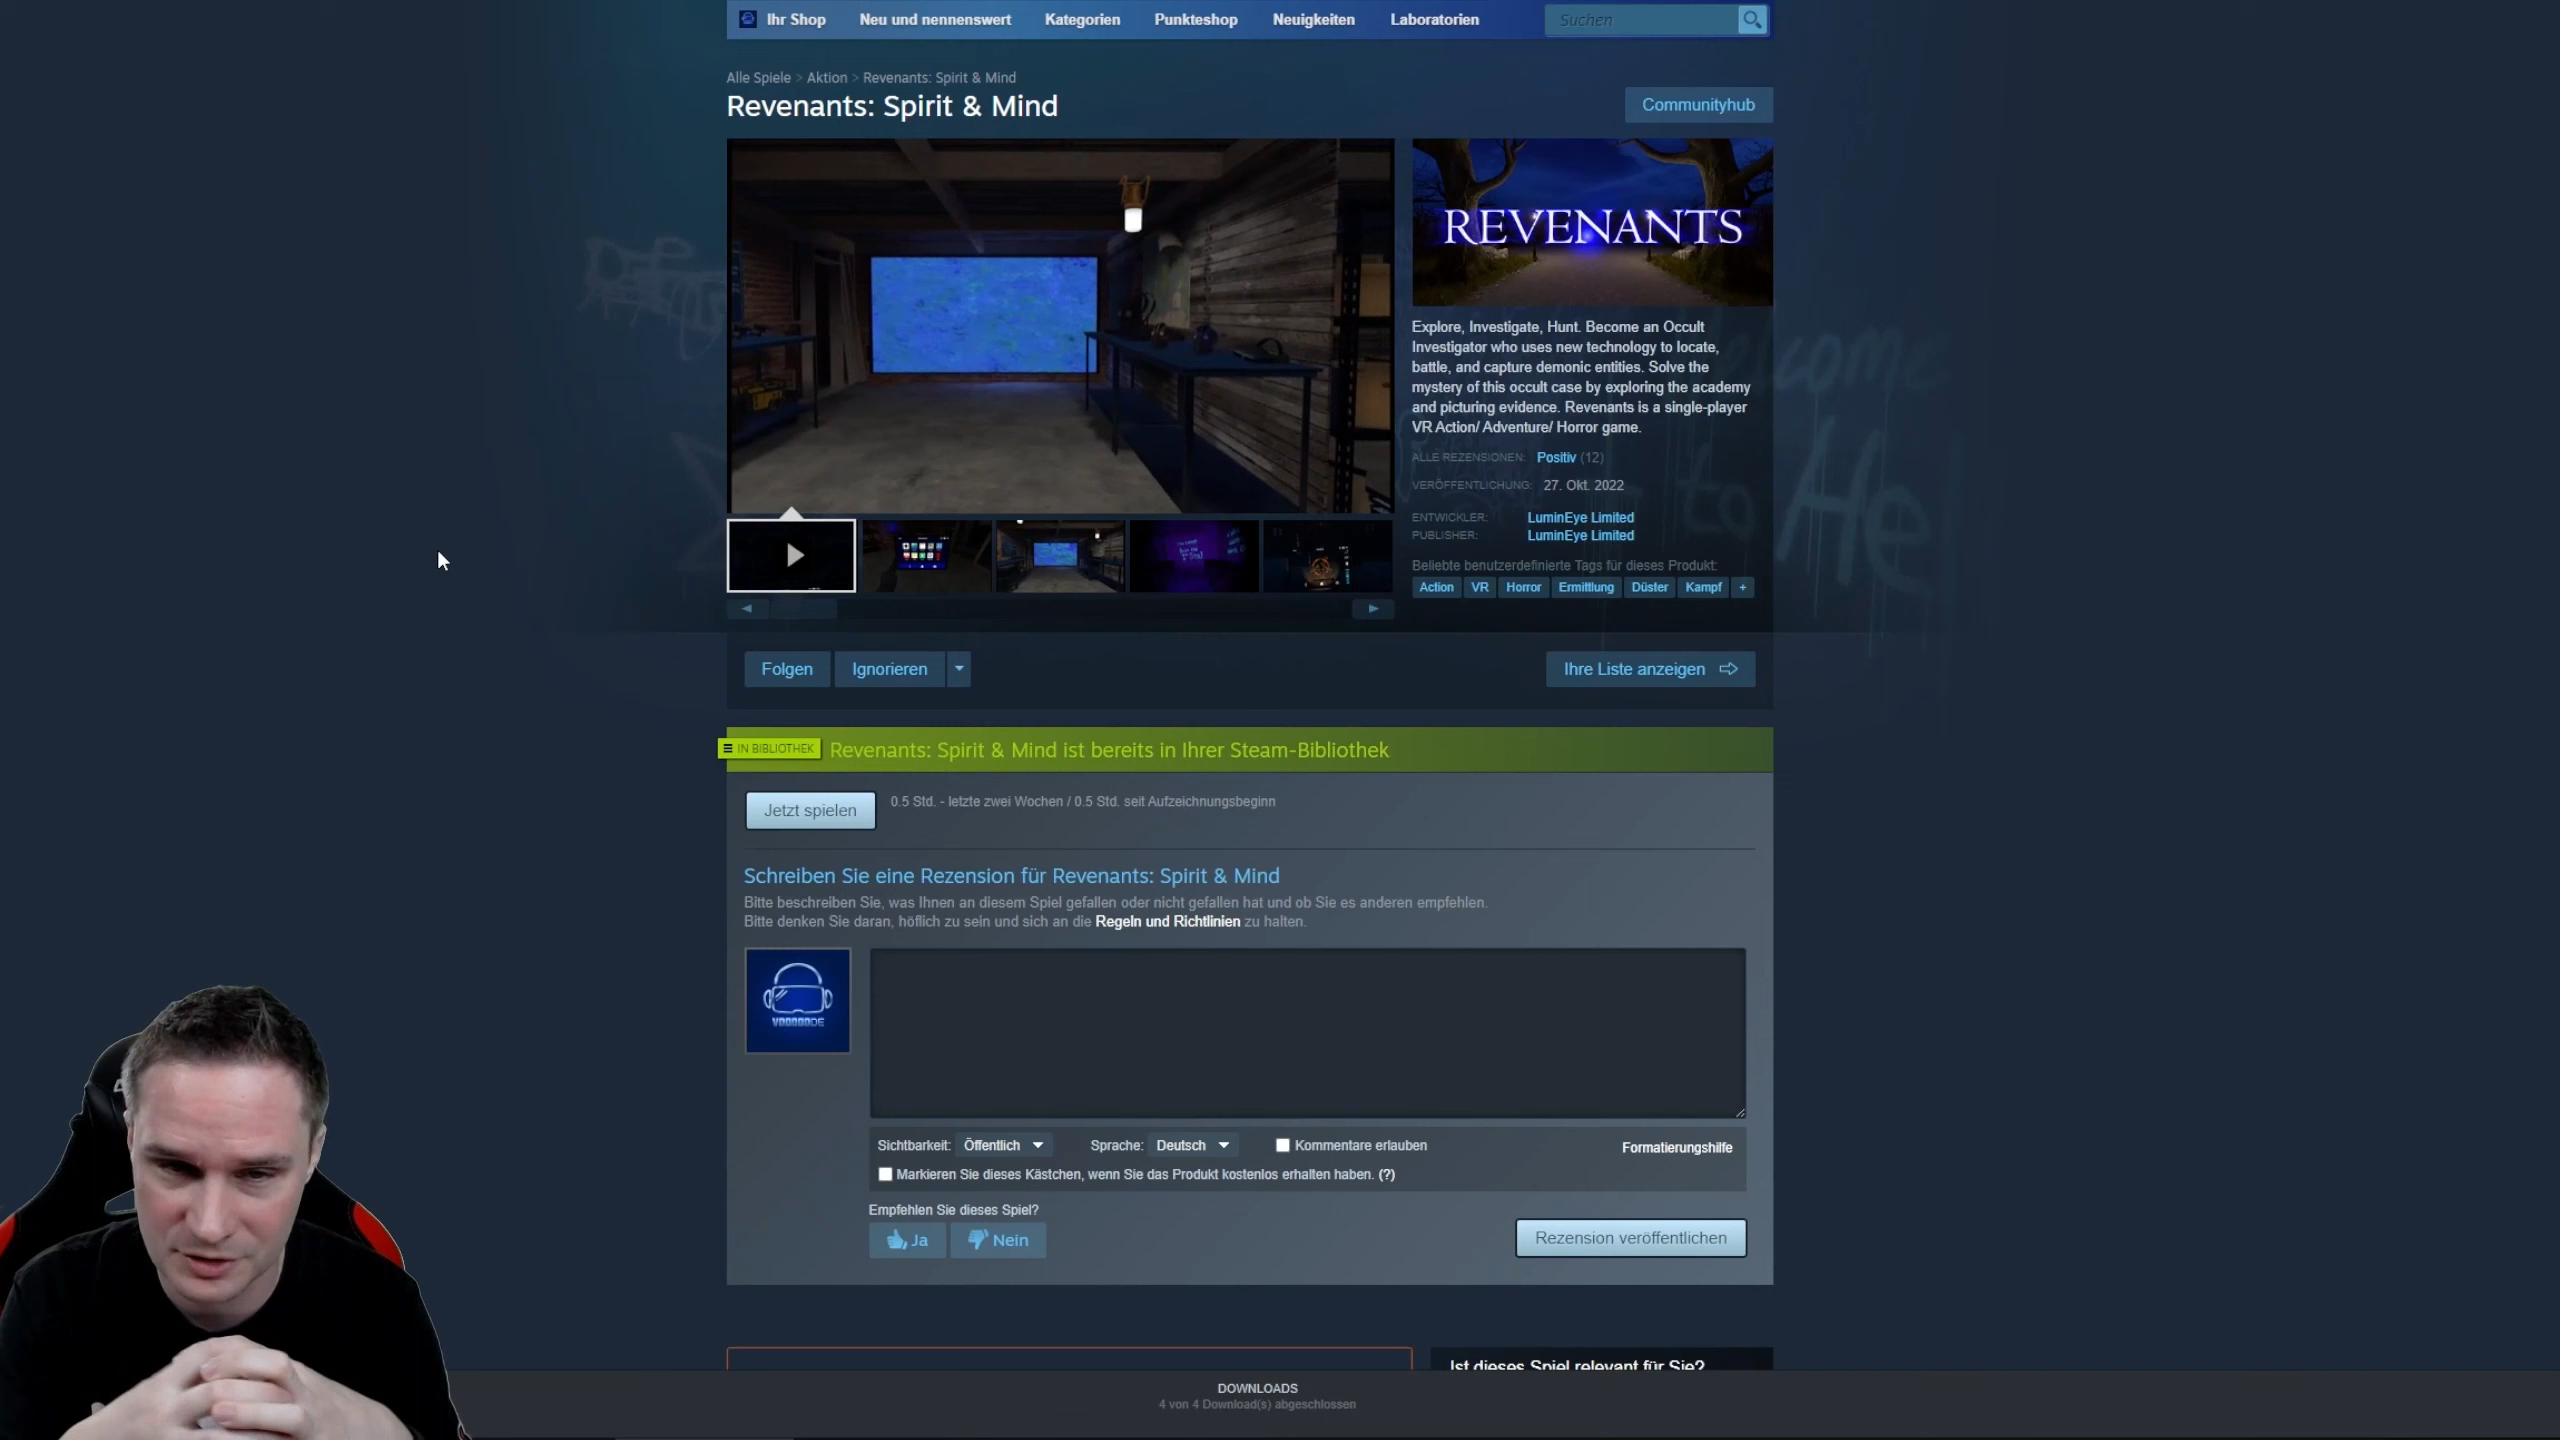 Ihr Shop Neu und nennenswert Kategorien Punkteshop Neuigkeiten Laboratorien Suchen
Alle Spiele > Aktion > Revenants: Spirit & Mind
Revenants: Spirit & Mind
Communityhub
REVENANTS
Explore, Investigate, Hunt. Become an Occult
Investigator who uses new technology to locate,
battle, and capture demonic entities. Solve the
mystery of this occult case by exploring the academy
and picturing evidence. Revenants is a single-player
VR Action/ Adventure/ Horror game.
ALLE REZENSIONEN: Positiv (12)
VERÖFFENTLICHUNG: 27. Okt. 2022
ENTWICKLER: LuminEye Limited
PUBLISHER: LuminEye Limited
Beliebte benutzerdefinierte Tags für dieses Produkt:
Action VR Horror Ermittlung Düster Kampf +
Folgen Ignorieren Ihre Liste anzeigen
IN BIBLIOTHEK Revenants: Spirit & Mind ist bereits in Ihrer Steam-Bibliothek
Jetzt spielen 0.5 Std. - letzte zwei Wochen / 0.5 Std. seit Aufzeichnungsbeginn
Schreiben Sie eine Rezension für Revenants: Spirit & Mind
Bitte beschreiben Sie, was Ihnen an diesem Spiel gefallen oder nicht gefallen hat und ob Sie es anderen empfehlen.
Bitte denken Sie daran, höflich zu sein und sich an die Regeln und Richtlinien zu halten.
Sichtbarkeit: Öffentlich Sprache: Deutsch Kommentare erlauben Formatierungshilfe
Markieren Sie dieses Kästchen, wenn Sie das Produkt kostenlos erhalten haben. (?)
Empfehlen Sie dieses Spiel?
Ja Nein Rezension veröffentlichen
Ist dieses Spiel relevant für Sie?
DOWNLOADS
4 von 4 Download(s) abgeschlossen